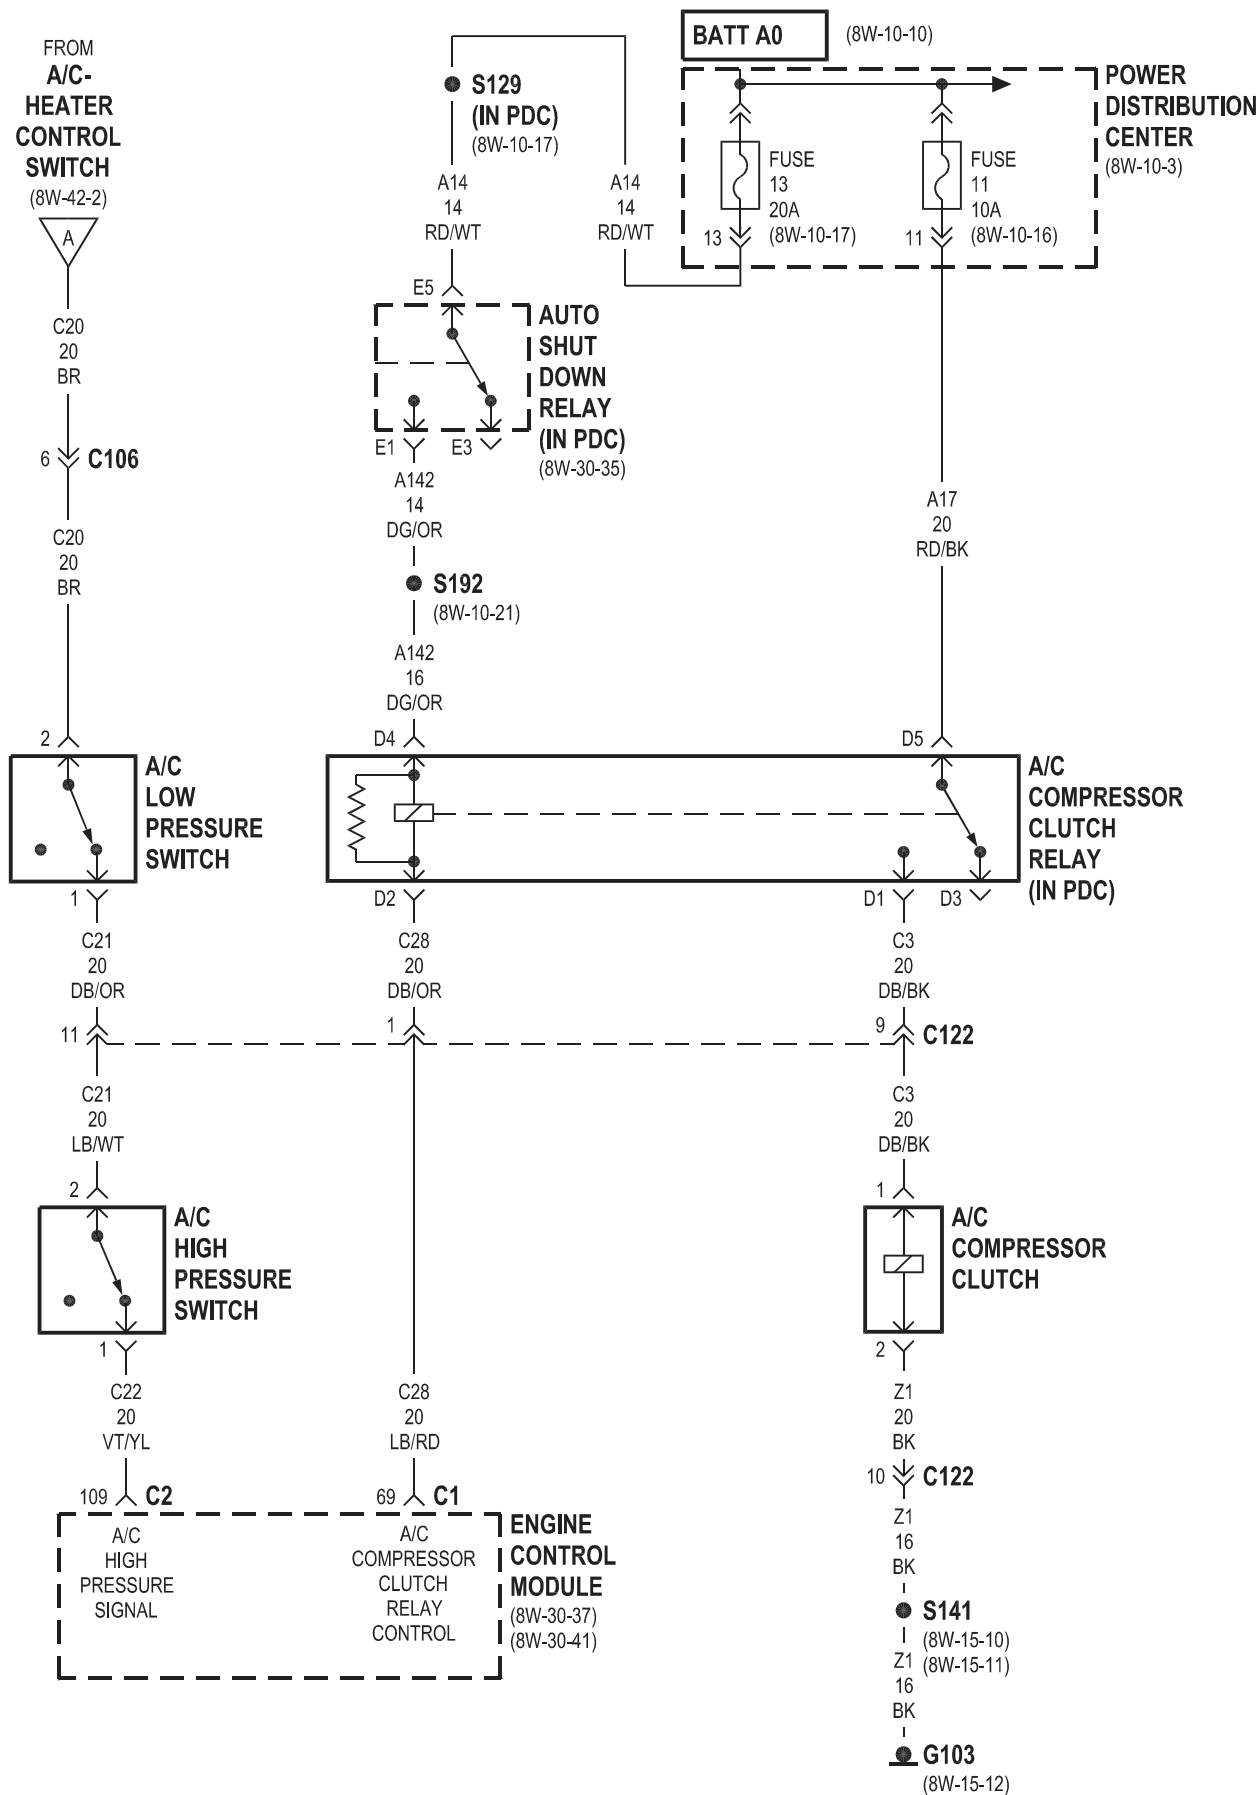 FROM
A/C-
HEATER
CONTROL
SWITCH
(8W-42-2)
A
C20
20
BR
6
C106
C20
20
BR
2
A/C
LOW
PRESSURE
SWITCH
1
C21
20
DB/OR
11
C21
20
LB/WT
2
A/C
HIGH
PRESSURE
SWITCH
1
C22
20
VT/YL
109
C2
A/C
HIGH
PRESSURE
SIGNAL
S129
(IN PDC)
(8W-10-17)
A14
14
RD/WT
A14
14
RD/WT
E5
AUTO
SHUT
DOWN
RELAY
(IN PDC)
(8W-30-35)
E1
E3
A142
14
DG/OR
S192
(8W-10-21)
A142
16
DG/OR
D4
D2
C28
20
DB/OR
1
C28
20
LB/RD
69
C1
A/C
COMPRESSOR
CLUTCH
RELAY
CONTROL
ENGINE
CONTROL
MODULE
(8W-30-37)
(8W-30-41)
BATT A0
(8W-10-10)
POWER
DISTRIBUTION
CENTER
(8W-10-3)
FUSE
13
20A
(8W-10-17)
13
FUSE
11
10A
(8W-10-16)
11
A17
20
RD/BK
D5
A/C
COMPRESSOR
CLUTCH
RELAY
(IN PDC)
D1
D3
C3
20
DB/BK
9
C122
C3
20
DB/BK
1
A/C
COMPRESSOR
CLUTCH
2
Z1
20
BK
10
C122
Z1
16
BK
S141
(8W-15-10)
(8W-15-11)
Z1
16
BK
G103
(8W-15-12)